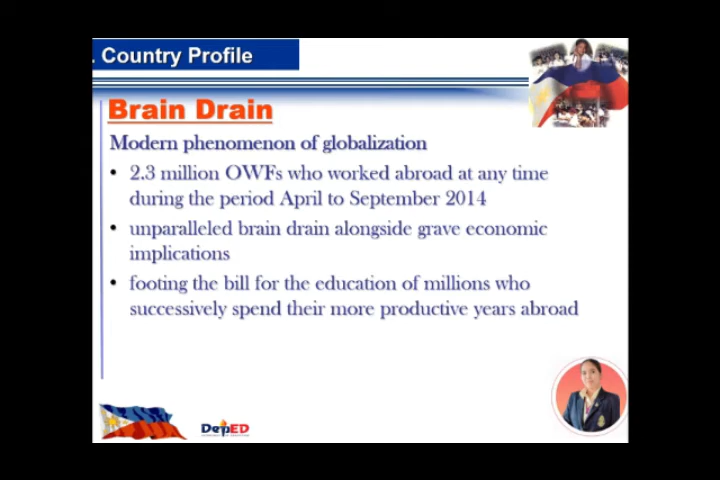 . Country Profile
Brain Drain
Modern phenomenon of globalization
• 2.3 million OWFs who worked abroad at any time
during the period April to September 2014
• unparalleled brain drain alongside grave economic
implications
• footing the bill for the education of millions who
successively spend their more productive years abroad
DepED